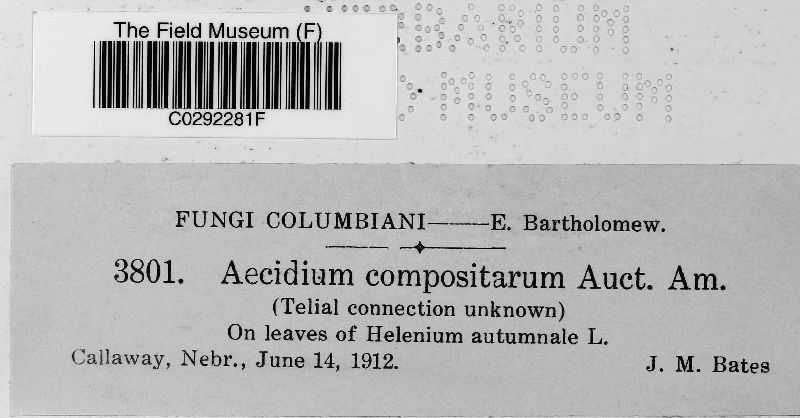 The Field Museum (F)
C0292281F
FUNGI COLUMBIANI——E. Bartholomew.
3801. Aecidium compositarum Auct. Am.
(Telial connection unknown)
On leaves of Helenium autumnale L.
Callaway, Nebr., June 14, 1912. J. M. Bates